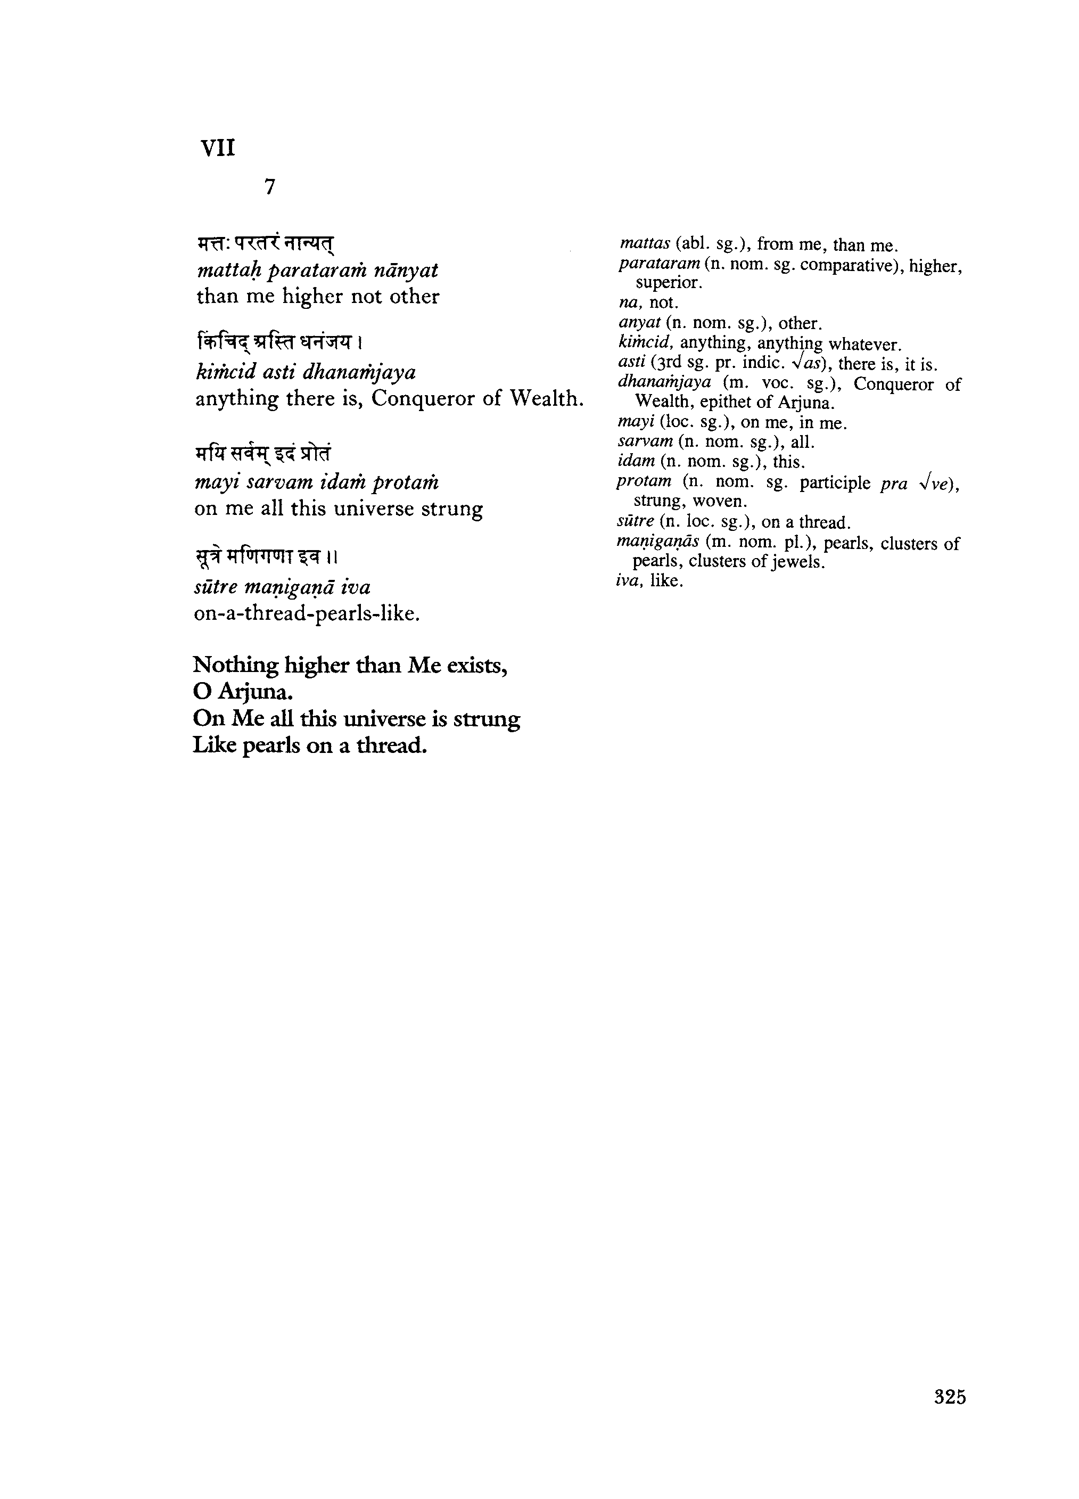 VII
7
मत्तः परतरं नान्यत्
mattaḥ parataraṁ nānyat
than me higher not other
किंचिद् अस्ति धनंजय ।
kiṁcid asti dhanaṁjaya
anything there is, Conqueror of Wealth.
मयि सर्वम् इदं प्रोतं
mayi sarvam idaṁ protaṁ
on me all this universe strung
सूत्रे मणिगणा इव ।।
sūtre maṇigaṇā iva
on-a-thread-pearls-like.
Nothing higher than Me exists,
O Arjuna.
On Me all this universe is strung
Like pearls on a thread.
mattas (abl. sg.), from me, than me.
parataram (n. nom. sg. comparative), higher,
superior.
na, not.
anyat (n. nom. sg.), other.
kiṁcid, anything, anything whatever.
asti (3rd sg. pr. indic. √as), there is, it is.
dhanaṁjaya (m. voc. sg.), Conqueror of
Wealth, epithet of Arjuna.
mayi (loc. sg.), on me, in me.
sarvam (n. nom. sg.), all.
idam (n. nom. sg.), this.
protam (n. nom. sg. participle pra √ve),
strung, woven.
sūtre (n. loc. sg.), on a thread.
maṇigaṇās (m. nom. pl.), pearls, clusters of
pearls, clusters of jewels.
iva, like.
325